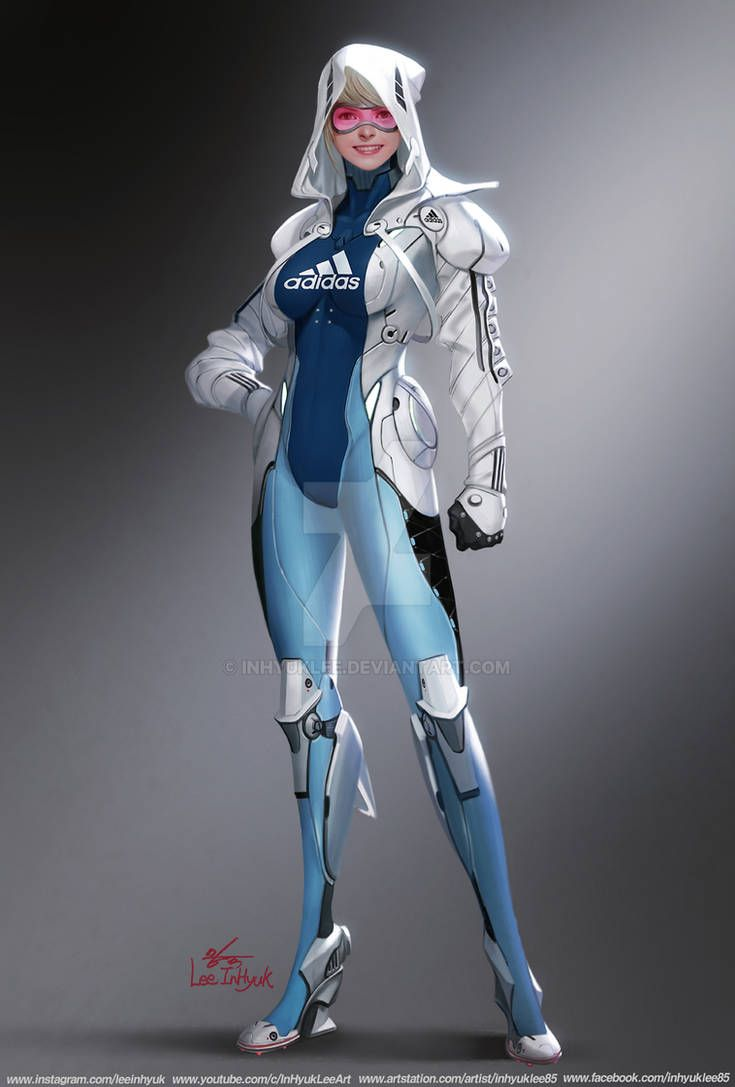 adidas
adidas
© INHYUKLEE.DEVIANTART.COM
Lee InHyuk
www.instagram.com/leeinhyuk www.youtube.com/c/InHyukLeeArt www.artstation.com/artist/inhyuklee85 www.facebook.com/inhyuklee85